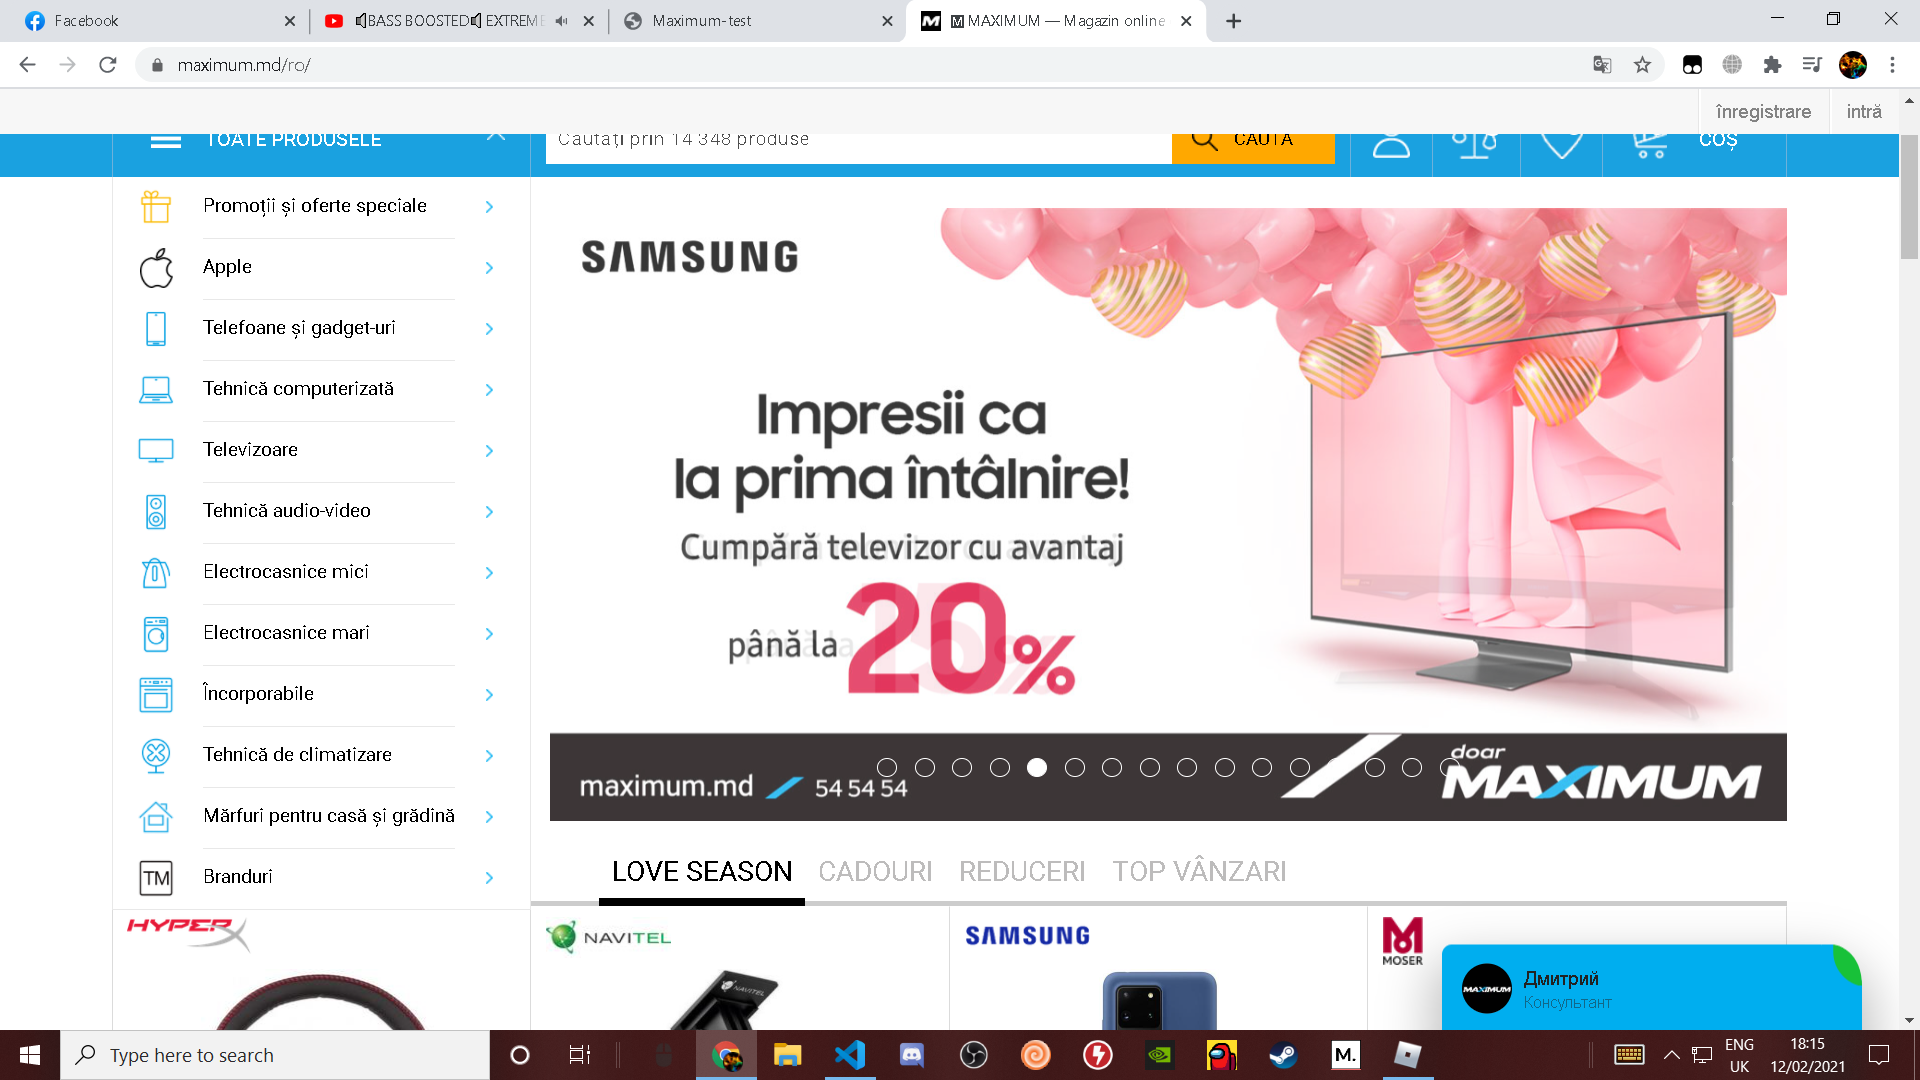 Facebook
BASS BOOSTED EXTREME
Maximum-test
MAXIMUM — Magazin online
maximum.md/ro/
înregistrare
intră
TOATE PRODUSELE
Căutați prin 14 348 produse
CAUTĂ
COȘ
Promoții și oferte speciale
Apple
Telefoane și gadget-uri
Tehnică computerizată
Televizoare
Tehnică audio-video
Electrocasnice mici
Electrocasnice mari
Încorporabile
Tehnică de climatizare
Mărfuri pentru casă și grădină
TM
Branduri
SAMSUNG
Impresii ca
la prima întâlnire!
Cumpără televizor cu avantaj
până la 20%
maximum.md 54 54 54
doar
MAXIMUM
LOVE SEASON CADOURI REDUCERI TOP VÂNZARI
HYPERX
NAVITEL
NAVITEL
SAMSUNG
MOSER
MAXIMUM
Дмитрий
Консультант
Type here to search
M.
ENG
UK
18:15
12/02/2021